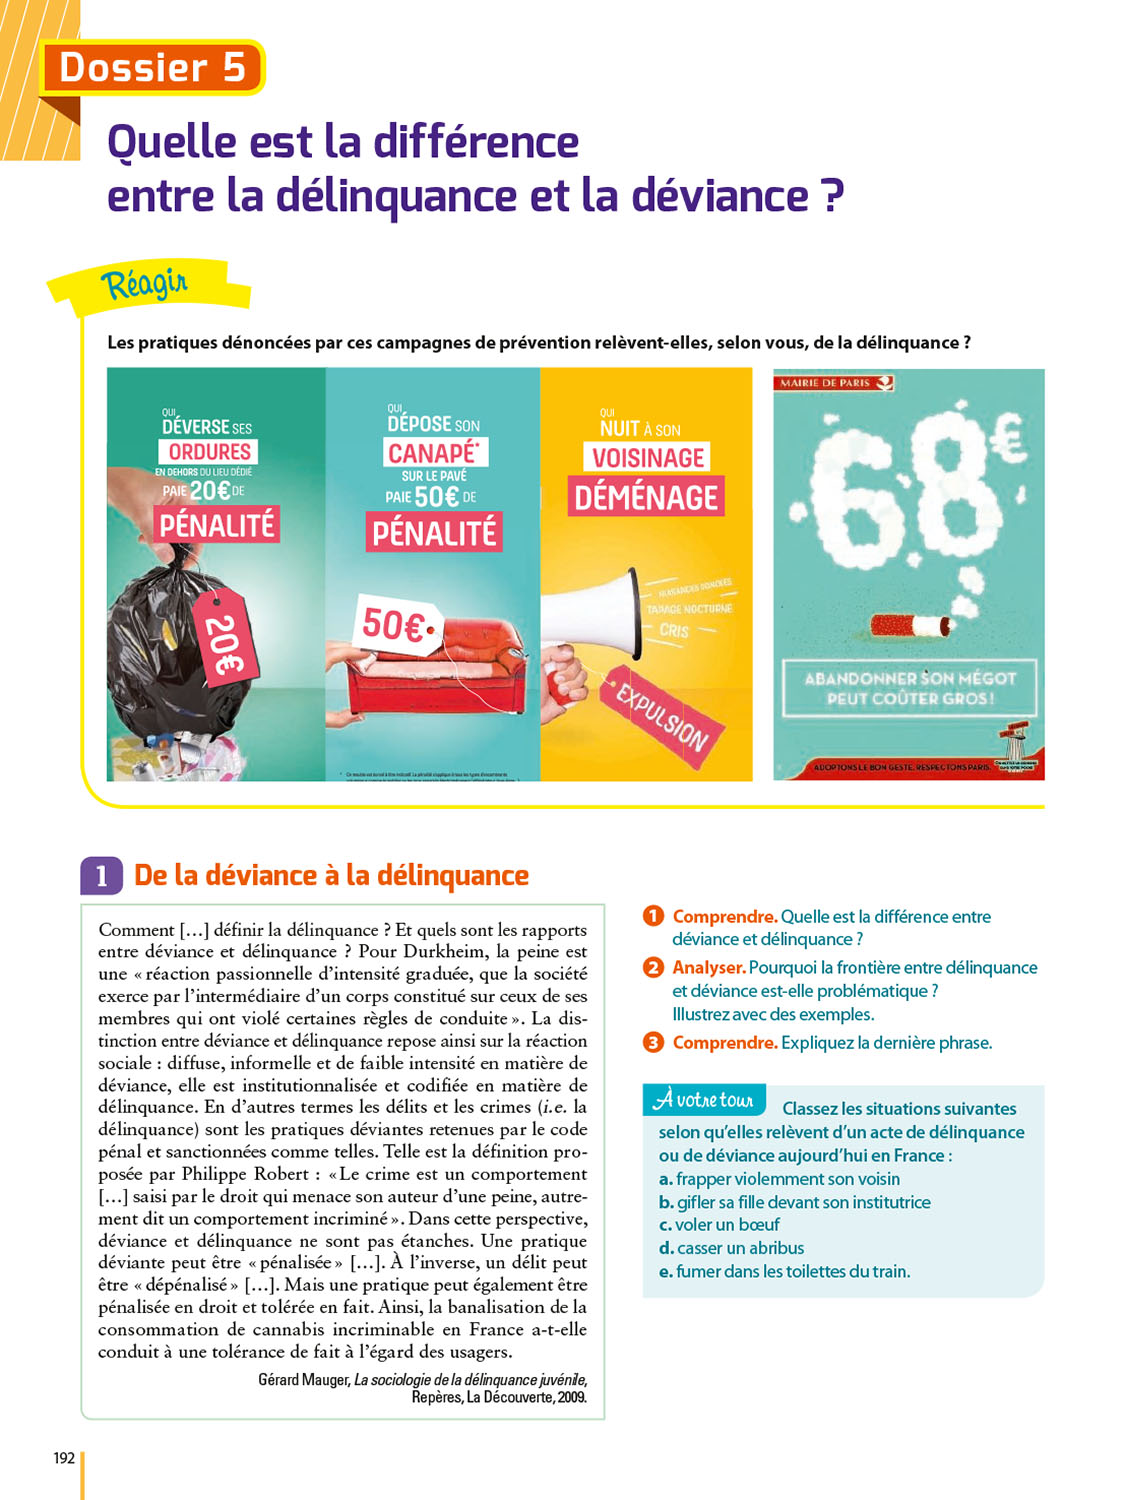 Dossier 5
Quelle est la différence
entre la délinquance et la déviance ?
Réagir
Les pratiques dénoncées par ces campagnes de prévention relèvent-elles, selon vous, de la délinquance ?
QUI
DÉVERSE SES
ORDURES
EN DEHORS DU LIEU DÉDIÉ
PAIE 20€ DE
PÉNALITÉ
20€
QUI
DÉPOSE SON
CANAPÉ*
SUR LE PAVÉ
PAIE 50€ DE
PÉNALITÉ
50€
QUI
NUIT À SON
VOISINAGE
DÉMÉNAGE
NUISANCES SONORES
TAPAGE NOCTURNE
CRIS
EXPULSION
MAIRIE DE PARIS
68€
ABANDONNER SON MÉGOT
PEUT COÛTER GROS !
ADOPTONS LE BON GESTE. RESPECTONS PARIS.
1 De la déviance à la délinquance
Comment […] définir la délinquance ? Et quels sont les rapports
entre déviance et délinquance ? Pour Durkheim, la peine est
une « réaction passionnelle d’intensité graduée, que la société
exerce par l’intermédiaire d’un corps constitué sur ceux de ses
membres qui ont violé certaines règles de conduite ». La dis-
tinction entre déviance et délinquance repose ainsi sur la réaction
sociale : diffuse, informelle et de faible intensité en matière de
déviance, elle est institutionnalisée et codifiée en matière de
délinquance. En d’autres termes les délits et les crimes (i.e. la
délinquance) sont les pratiques déviantes retenues par le code
pénal et sanctionnées comme telles. Telle est la définition pro-
posée par Philippe Robert : « Le crime est un comportement
[…] saisi par le droit qui menace son auteur d’une peine, autre-
ment dit un comportement incriminé ». Dans cette perspective,
déviance et délinquance ne sont pas étanches. Une pratique
déviante peut être « pénalisée » […]. À l’inverse, un délit peut
être « dépénalisé » […]. Mais une pratique peut également être
pénalisée en droit et tolérée en fait. Ainsi, la banalisation de la
consommation de cannabis incriminable en France a-t-elle
conduit à une tolérance de fait à l’égard des usagers.
Gérard Mauger, La sociologie de la délinquance juvénile,
Repères, La Découverte, 2009.
1 Comprendre. Quelle est la différence entre
déviance et délinquance ?
2 Analyser. Pourquoi la frontière entre délinquance
et déviance est-elle problématique ?
Illustrez avec des exemples.
3 Comprendre. Expliquez la dernière phrase.
À votre tour
Classez les situations suivantes
selon qu’elles relèvent d’un acte de délinquance
ou de déviance aujourd’hui en France :
a. frapper violemment son voisin
b. gifler sa fille devant son institutrice
c. voler un bœuf
d. casser un abribus
e. fumer dans les toilettes du train.
192